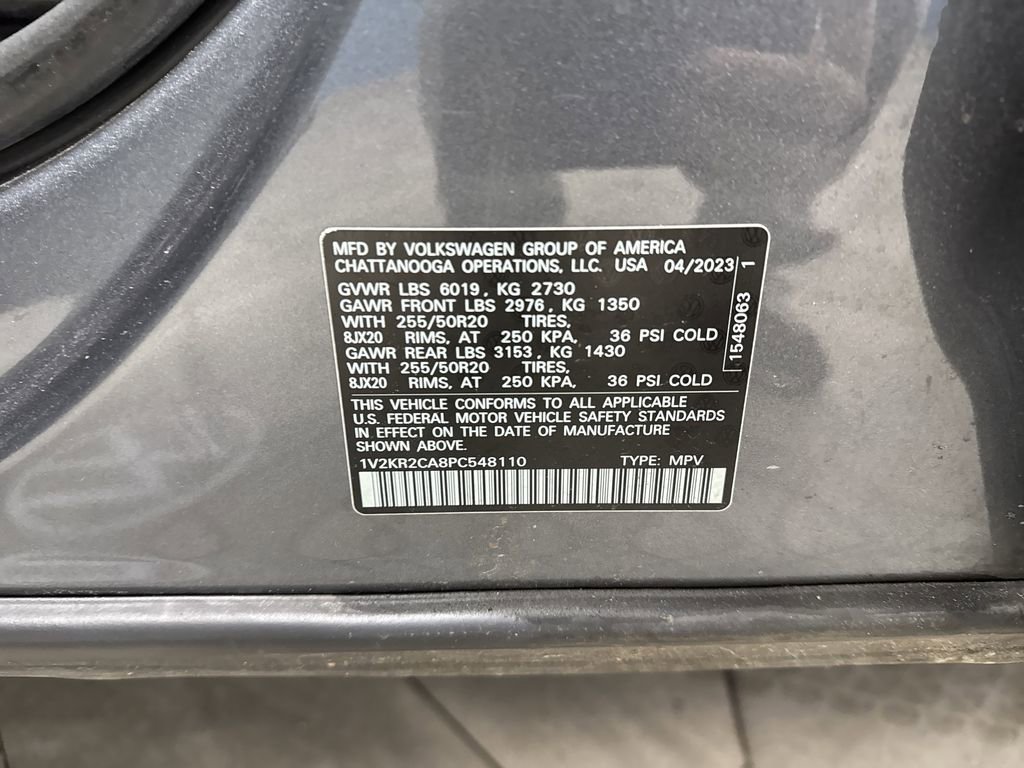 MFD BY VOLKSWAGEN GROUP OF AMERICA
CHATTANOOGA OPERATIONS, LLC. USA 04/2023
GVWR LBS 6019, KG 2730
GAWR FRONT LBS 2976, KG 1350
WITH 255/50R20 TIRES,
8JX20 RIMS, AT 250 KPA, 36 PSI COLD
GAWR REAR LBS 3153, KG 1430
WITH 255/50R20 TIRES,
8JX20 RIMS, AT 250 KPA, 36 PSI COLD
THIS VEHICLE CONFORMS TO ALL APPLICABLE
U.S. FEDERAL MOTOR VEHICLE SAFETY STANDARDS
IN EFFECT ON THE DATE OF MANUFACTURE
SHOWN ABOVE.
1V2KR2CA8PC548110 TYPE: MPV
1548063 1